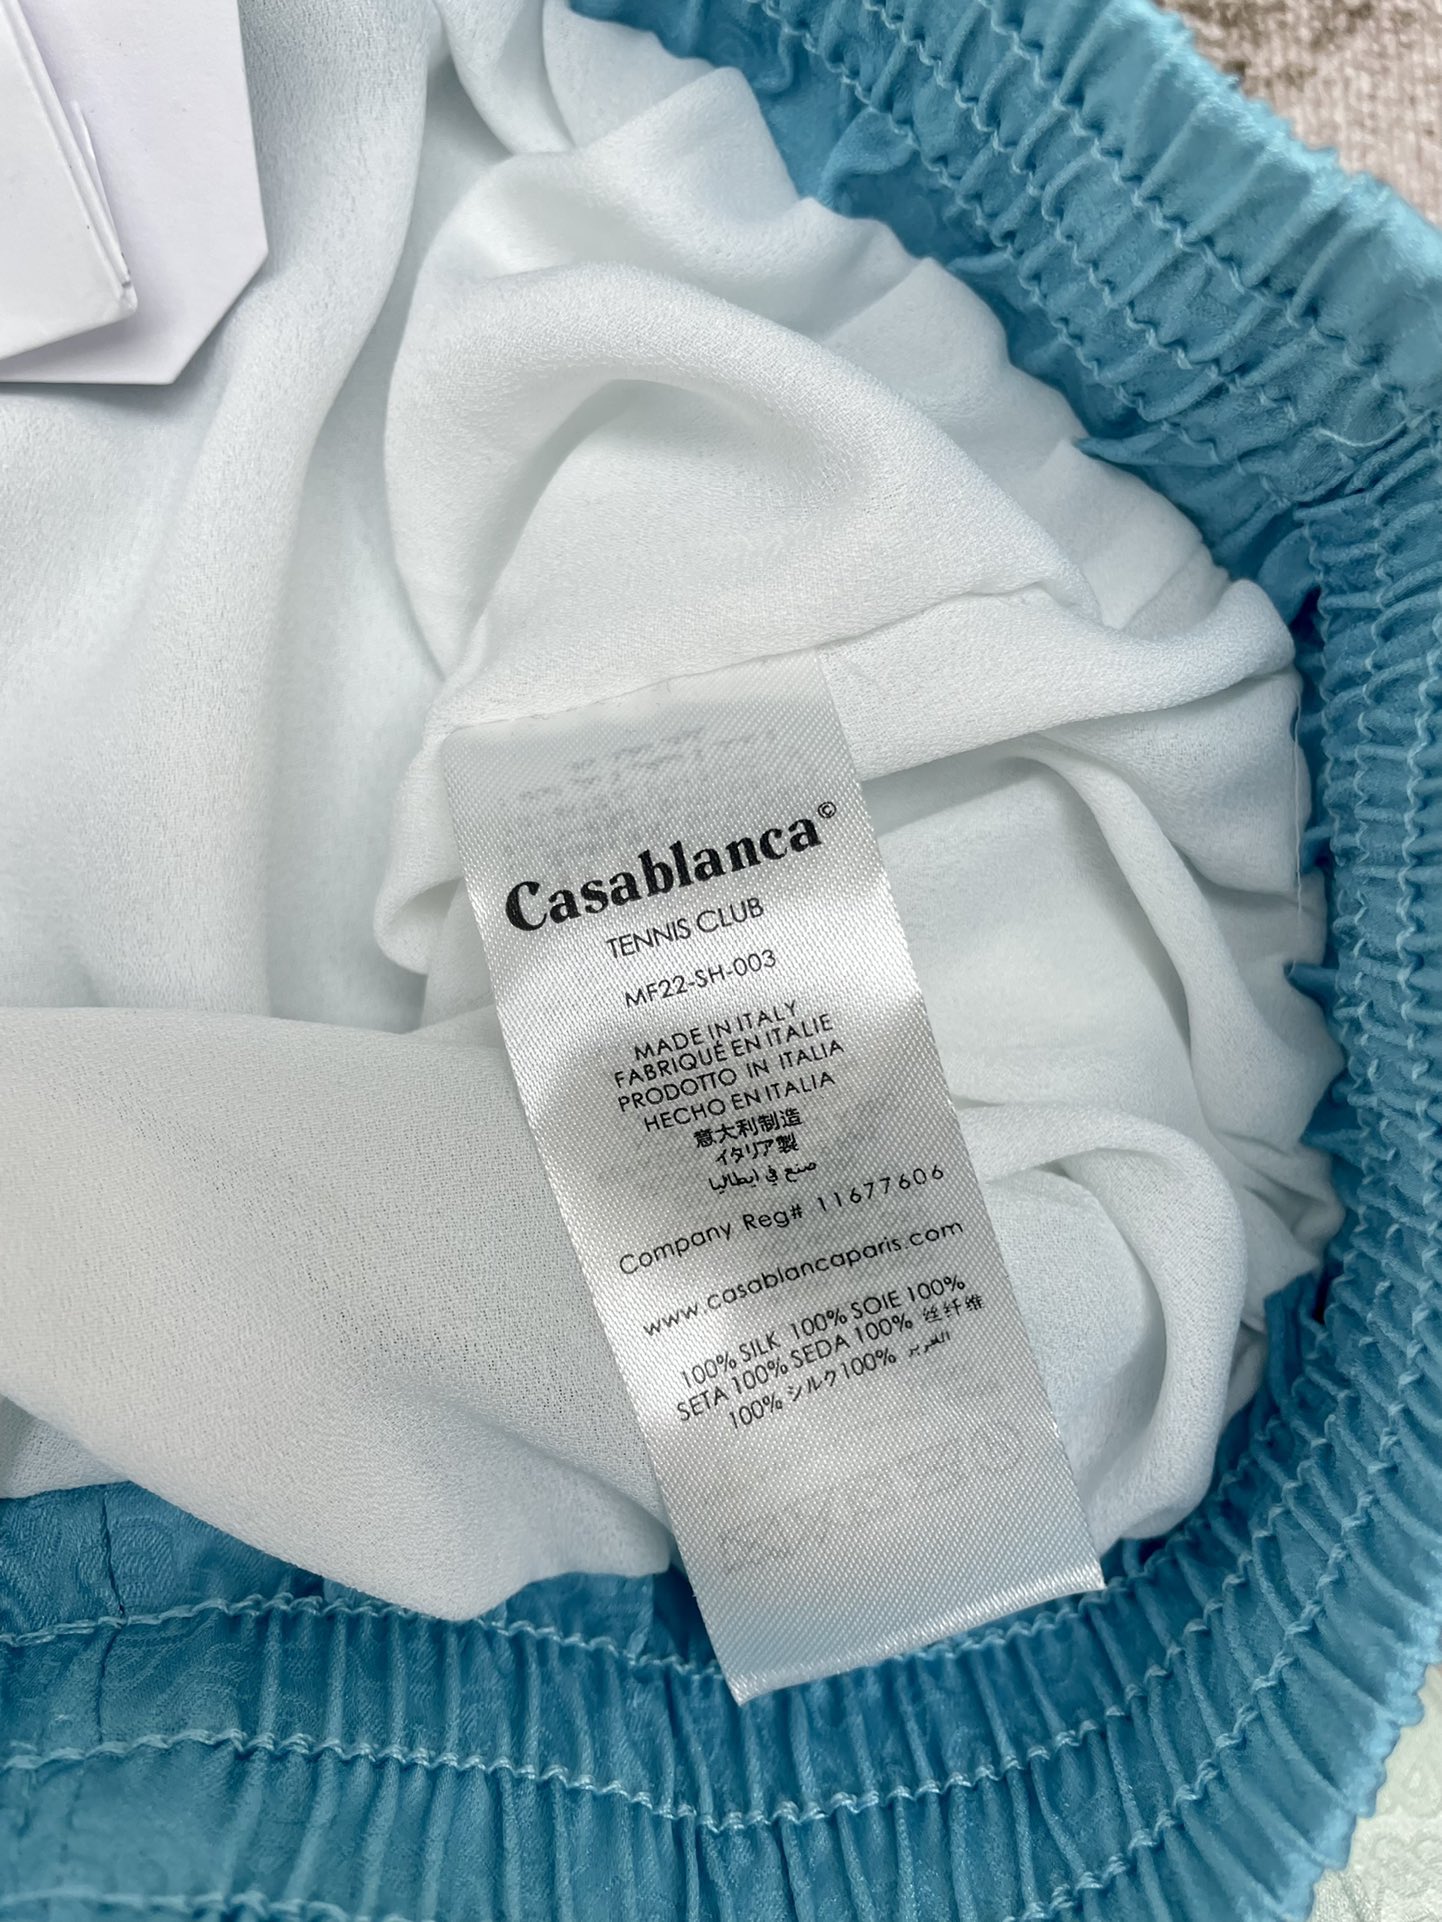 Casablanca©
TENNIS CLUB
MF22-SH-003
MADE IN ITALY
FABRIQUÉ EN ITALIE
PRODOTTO IN ITALIA
HECHO EN ITALIA
意大利制造
イタリア製
صنع في ايطاليا
Company Reg# 11677606
www.casablancaparis.com
100% SILK 100% SOIE 100%
SETA 100% SEDA 100% 丝纤维
100% シルク100% الحرير